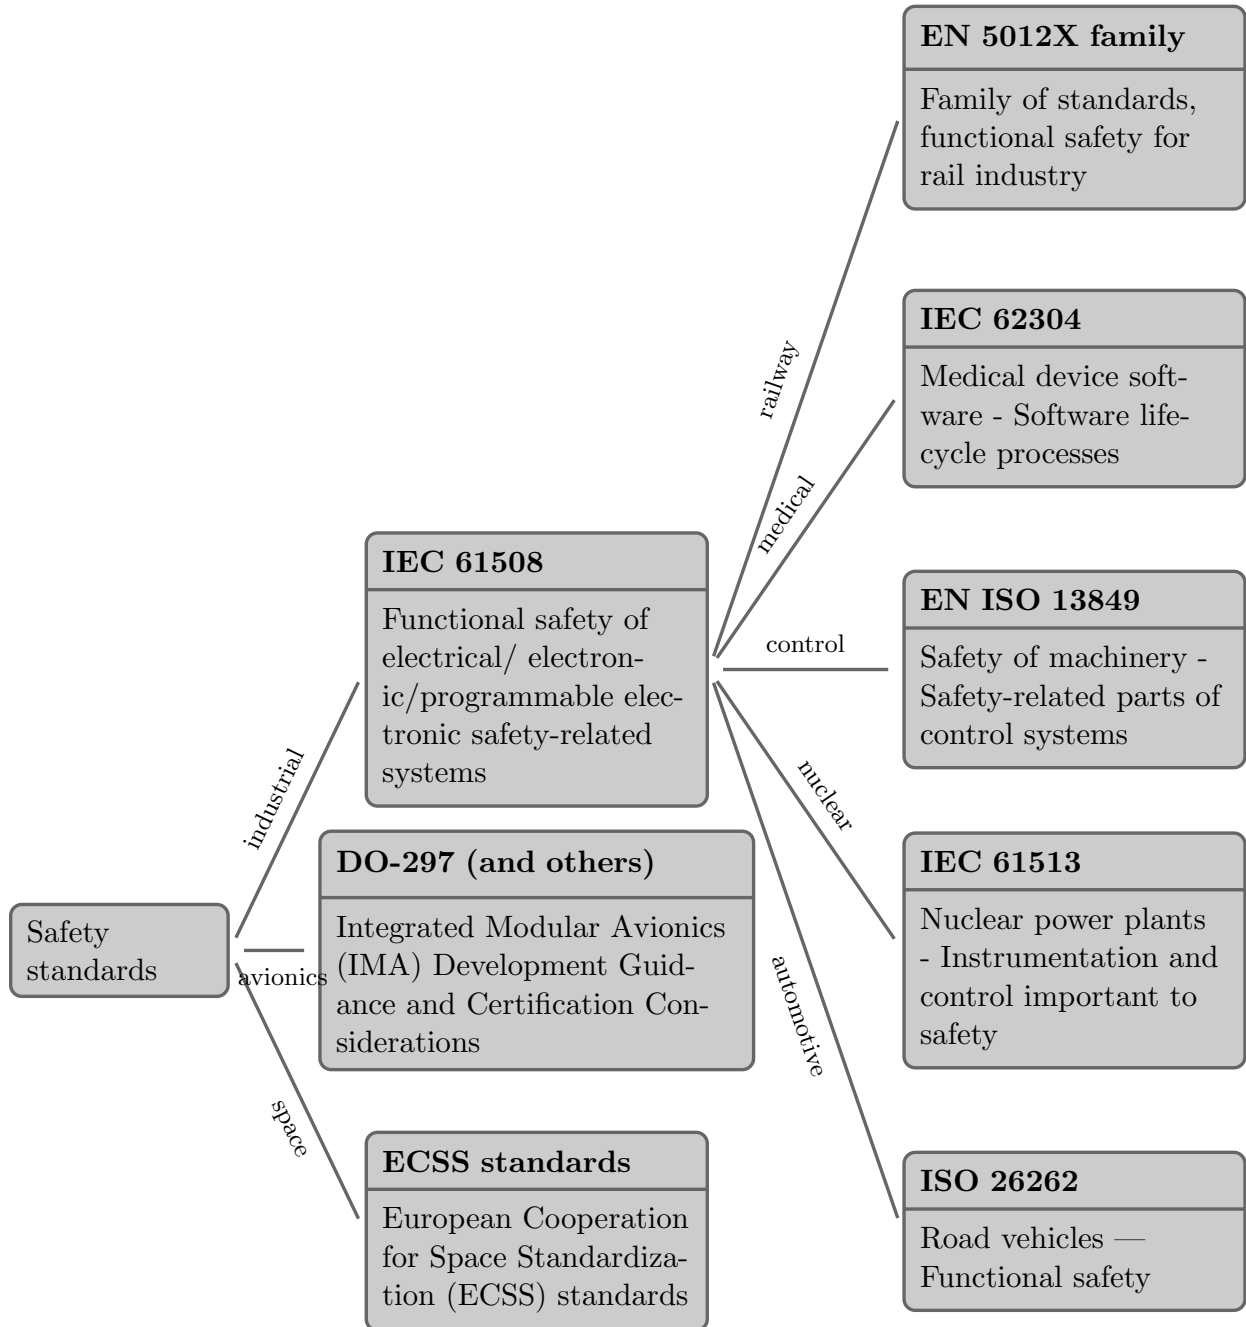 EN 5012X family
Family of standards,
functional safety for
rail industry
railway
IEC 62304
Medical device soft-
ware - Software life-
cycle processes
medical
IEC 61508
Functional safety of
electrical/ electron-
ic/programmable elec-
tronic safety-related
systems
control
EN ISO 13849
Safety of machinery -
Safety-related parts of
control systems
industrial
nuclear
DO-297 (and others)
Integrated Modular Avionics
(IMA) Development Guid-
ance and Certification Con-
siderations
IEC 61513
Nuclear power plants
- Instrumentation and
control important to
safety
Safety
standards
avionics
automotive
space
ECSS standards
European Cooperation
for Space Standardiza-
tion (ECSS) standards
ISO 26262
Road vehicles —
Functional safety